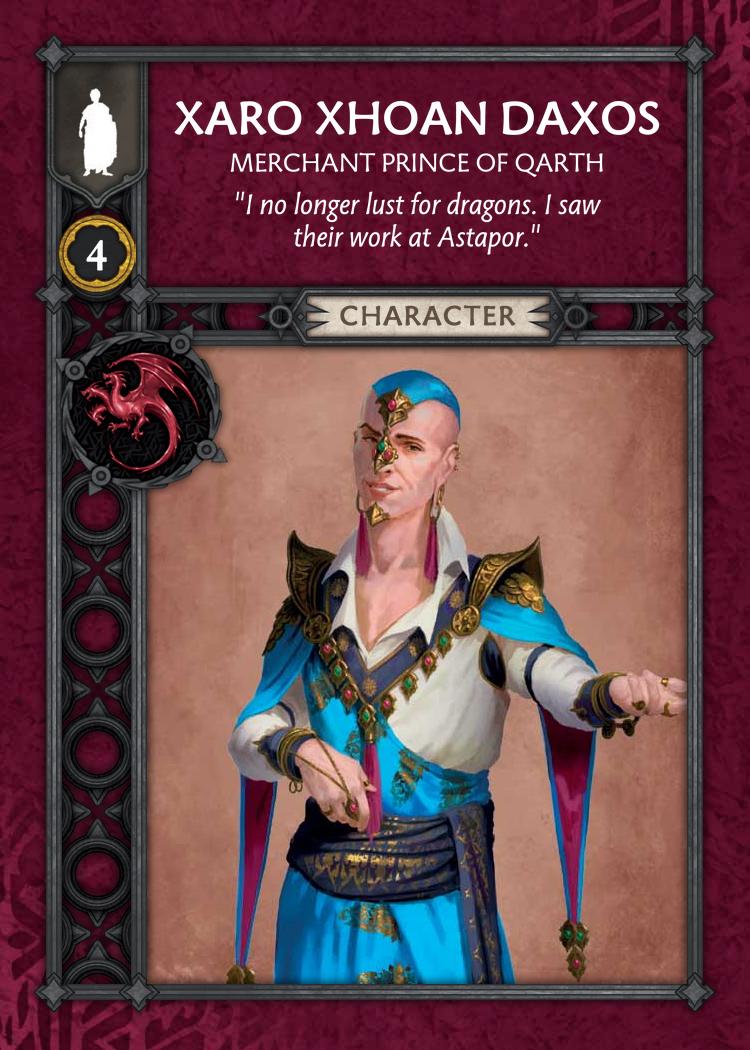 XARO XHOAN DAXOS
MERCHANT PRINCE OF QARTH
"I no longer lust for dragons. I saw
their work at Astapor."
4
CHARACTER